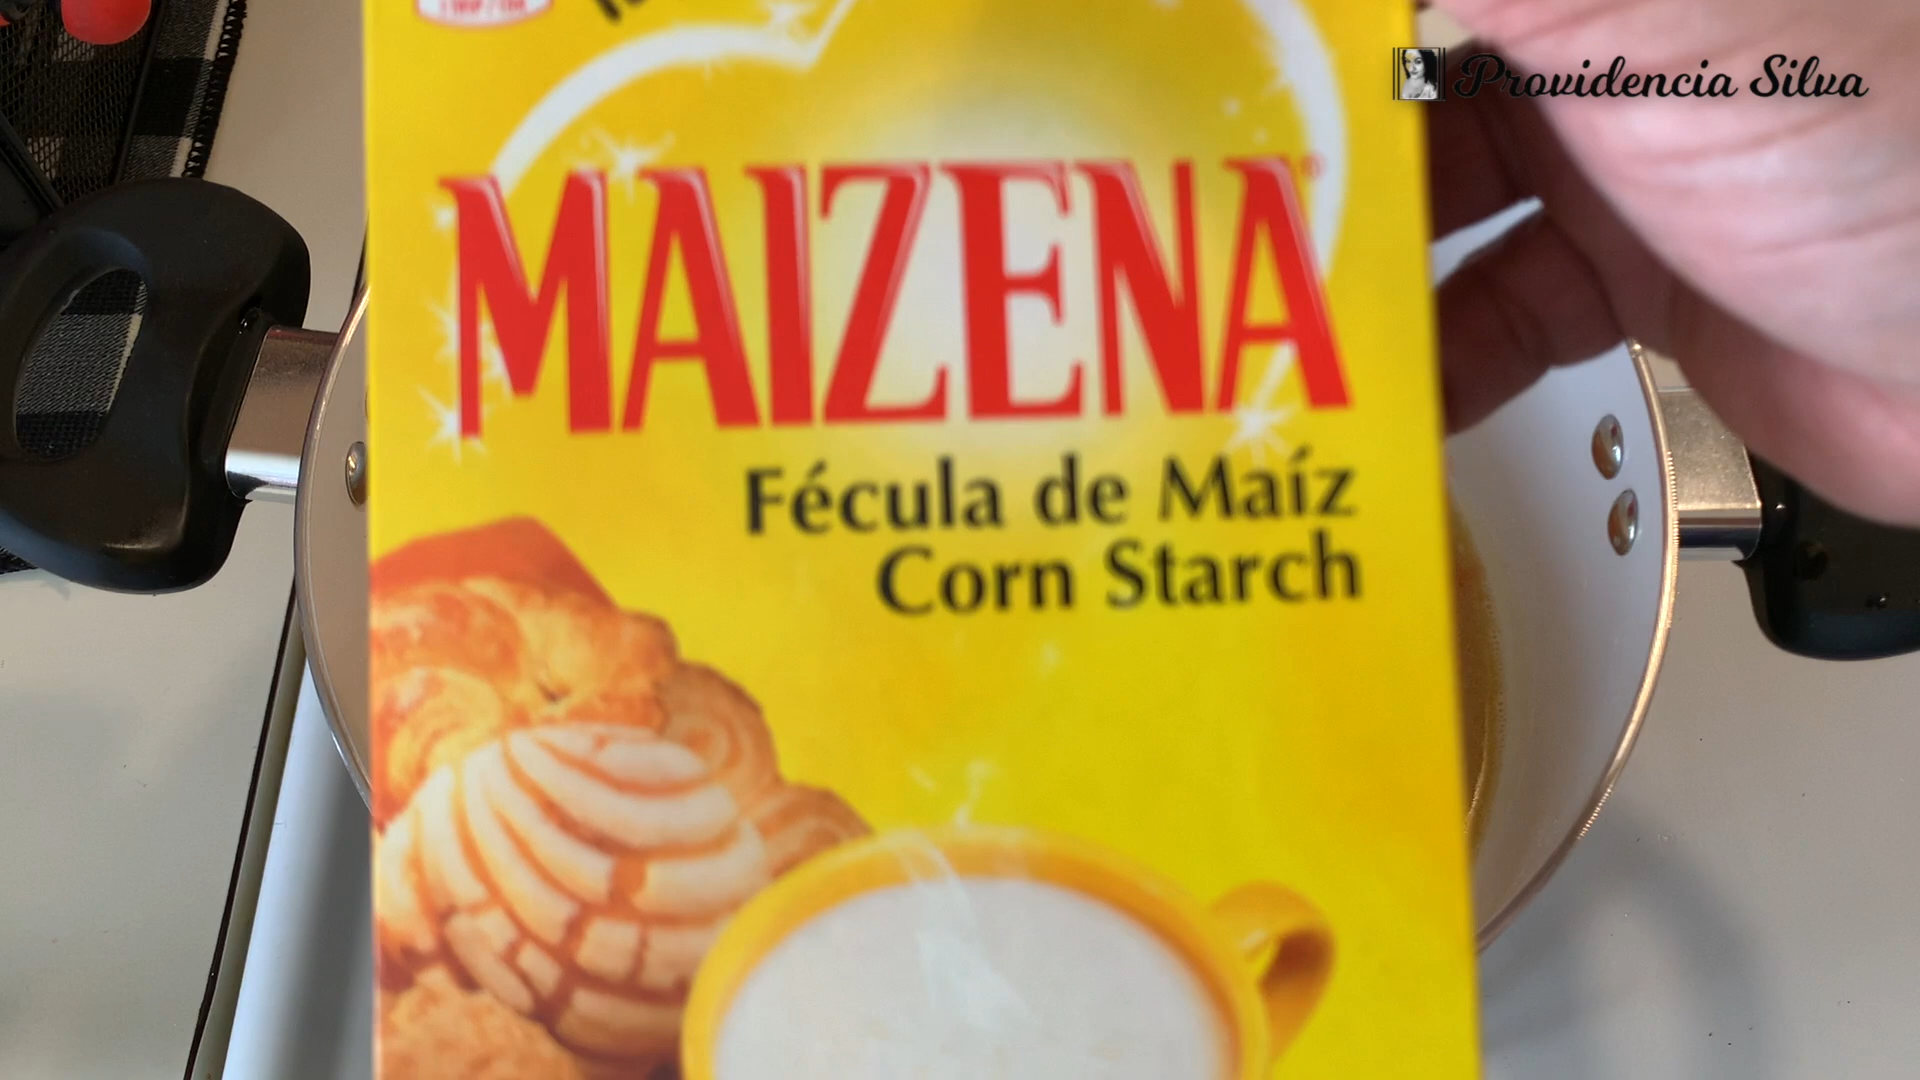 Providencia Silva
MAIZENA®
Fécula de Maíz
Corn Starch